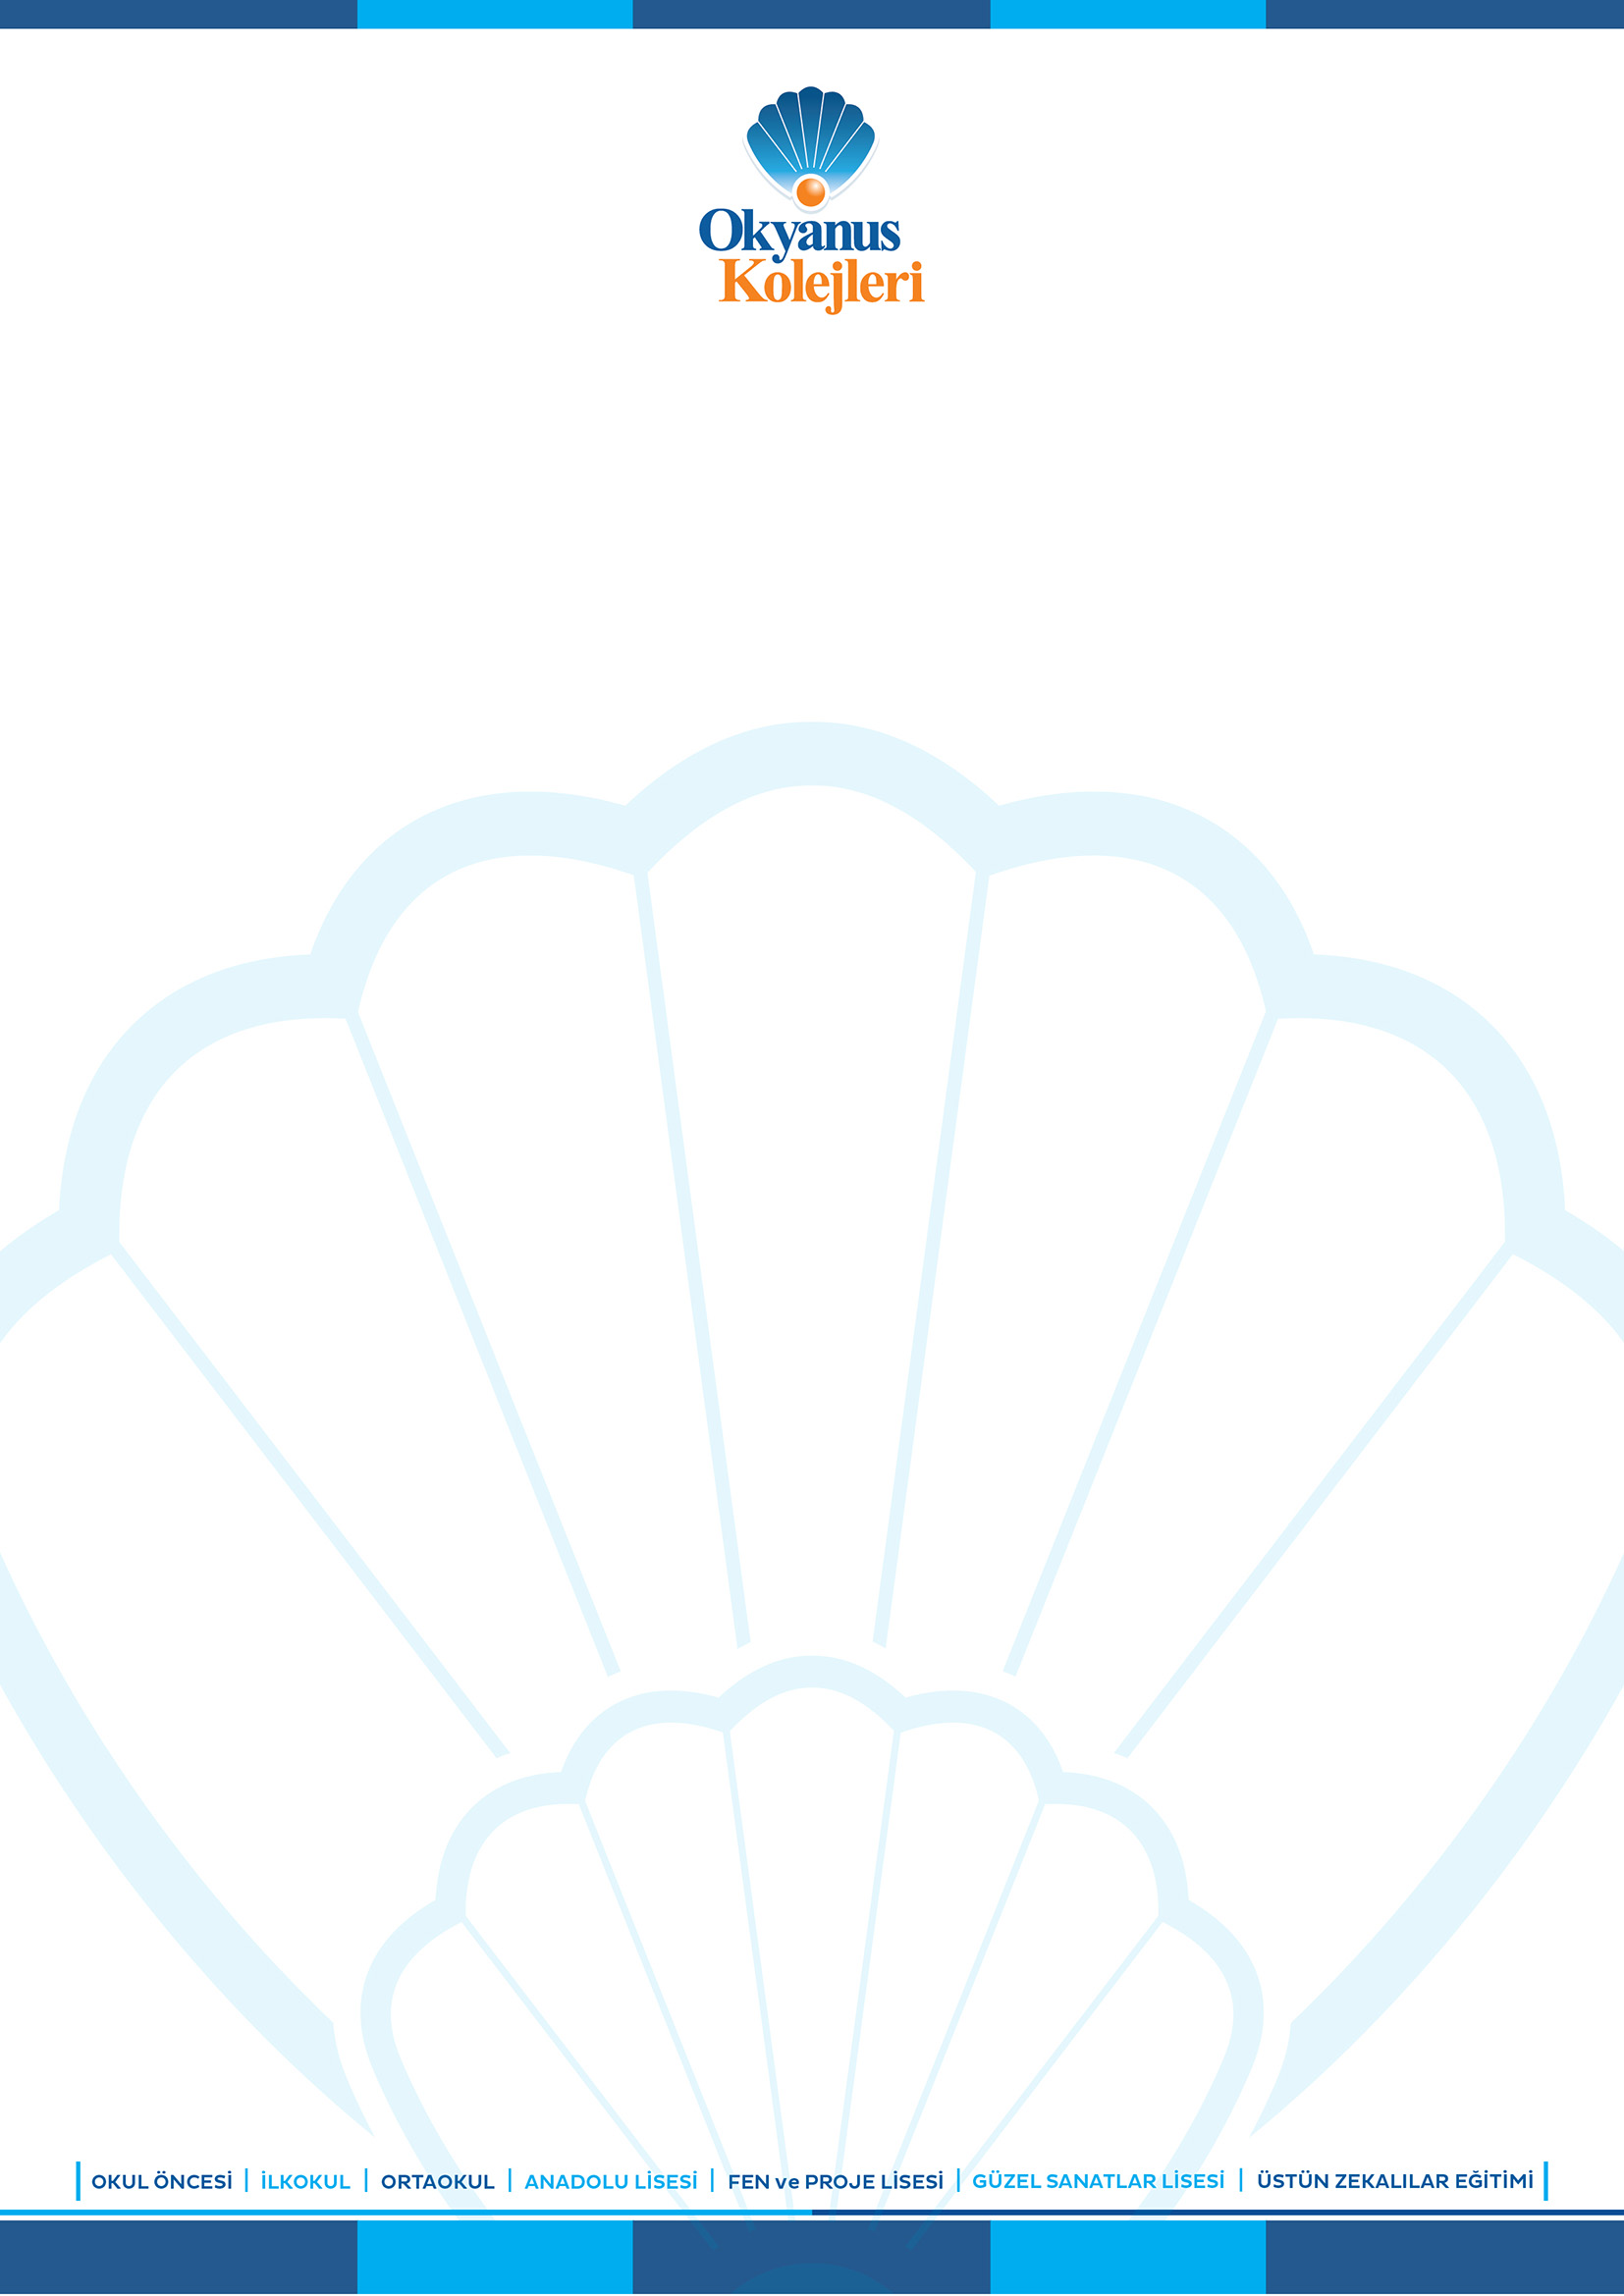 Okyanus
Kolejleri
OKUL ÖNCESİ | İLKOKUL | ORTAOKUL | ANADOLU LİSESİ | FEN ve PROJE LİSESİ | GÜZEL SANATLAR LİSESİ | ÜSTÜN ZEKALILAR EĞİTİMİ